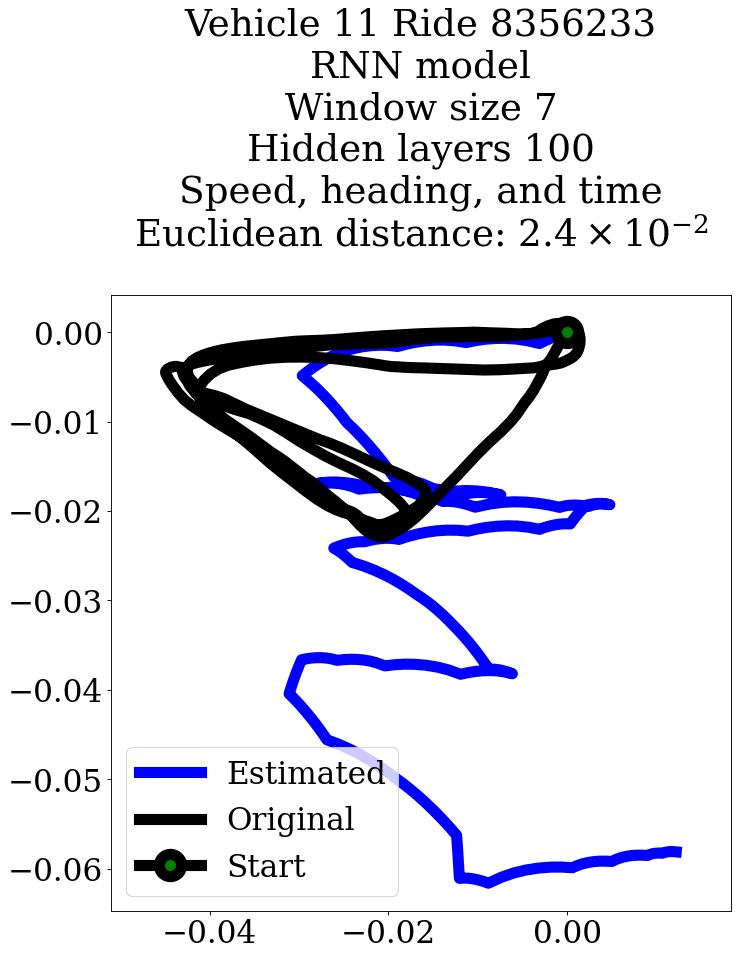 Vehicle 11 Ride 8356233
RNN model
Window size 7
Hidden layers 100
Speed, heading, and time
Euclidean distance: 2.4 × 10⁻²
0.00
−0.01
−0.02
−0.03
−0.04
−0.05
−0.06
Estimated
Original
Start
−0.04 −0.02 0.00